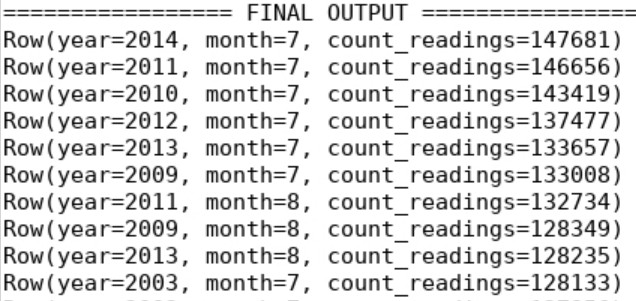 ================= FINAL OUTPUT ================
Row(year=2014, month=7, count_readings=147681)
Row(year=2011, month=7, count_readings=146656)
Row(year=2010, month=7, count_readings=143419)
Row(year=2012, month=7, count_readings=137477)
Row(year=2013, month=7, count_readings=133657)
Row(year=2009, month=7, count_readings=133008)
Row(year=2011, month=8, count_readings=132734)
Row(year=2009, month=8, count_readings=128349)
Row(year=2013, month=8, count_readings=128235)
Row(year=2003, month=7, count_readings=128133)